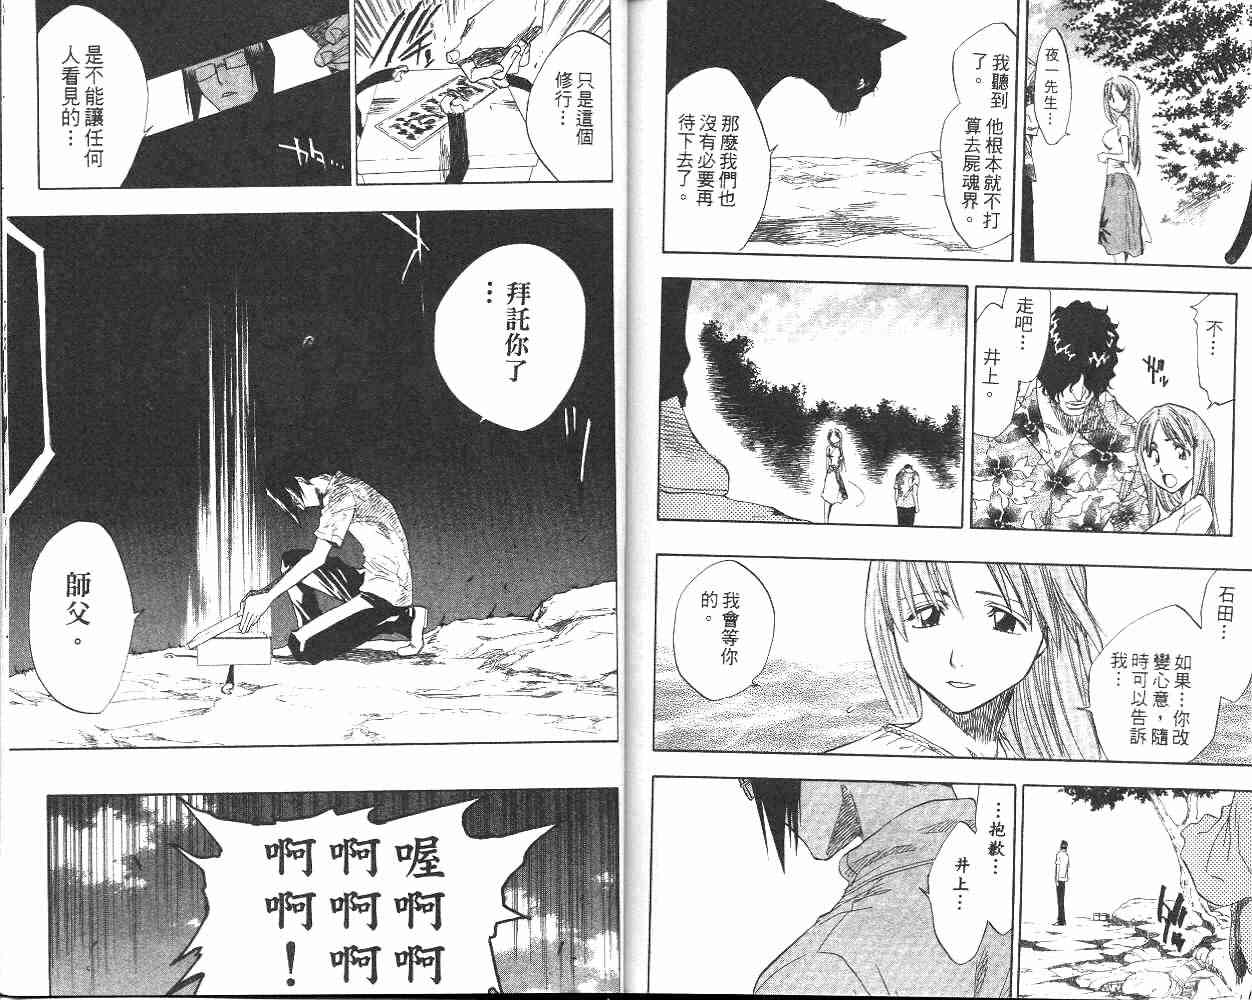 夜一先生…
我聽到
了。
他根本就不打
算去屍魂界。
那麼我們也
沒有必要再
待下去了。
不…
走吧…
井上。
石田…
如果…你改
變心意，隨
時可以告訴
我…
我會等你
的。
…抱歉…
井上…
只是這個
修行…
是不能讓任何
人看見的…
拜託你了
…
師父。
喔啊啊
啊啊啊
啊啊！